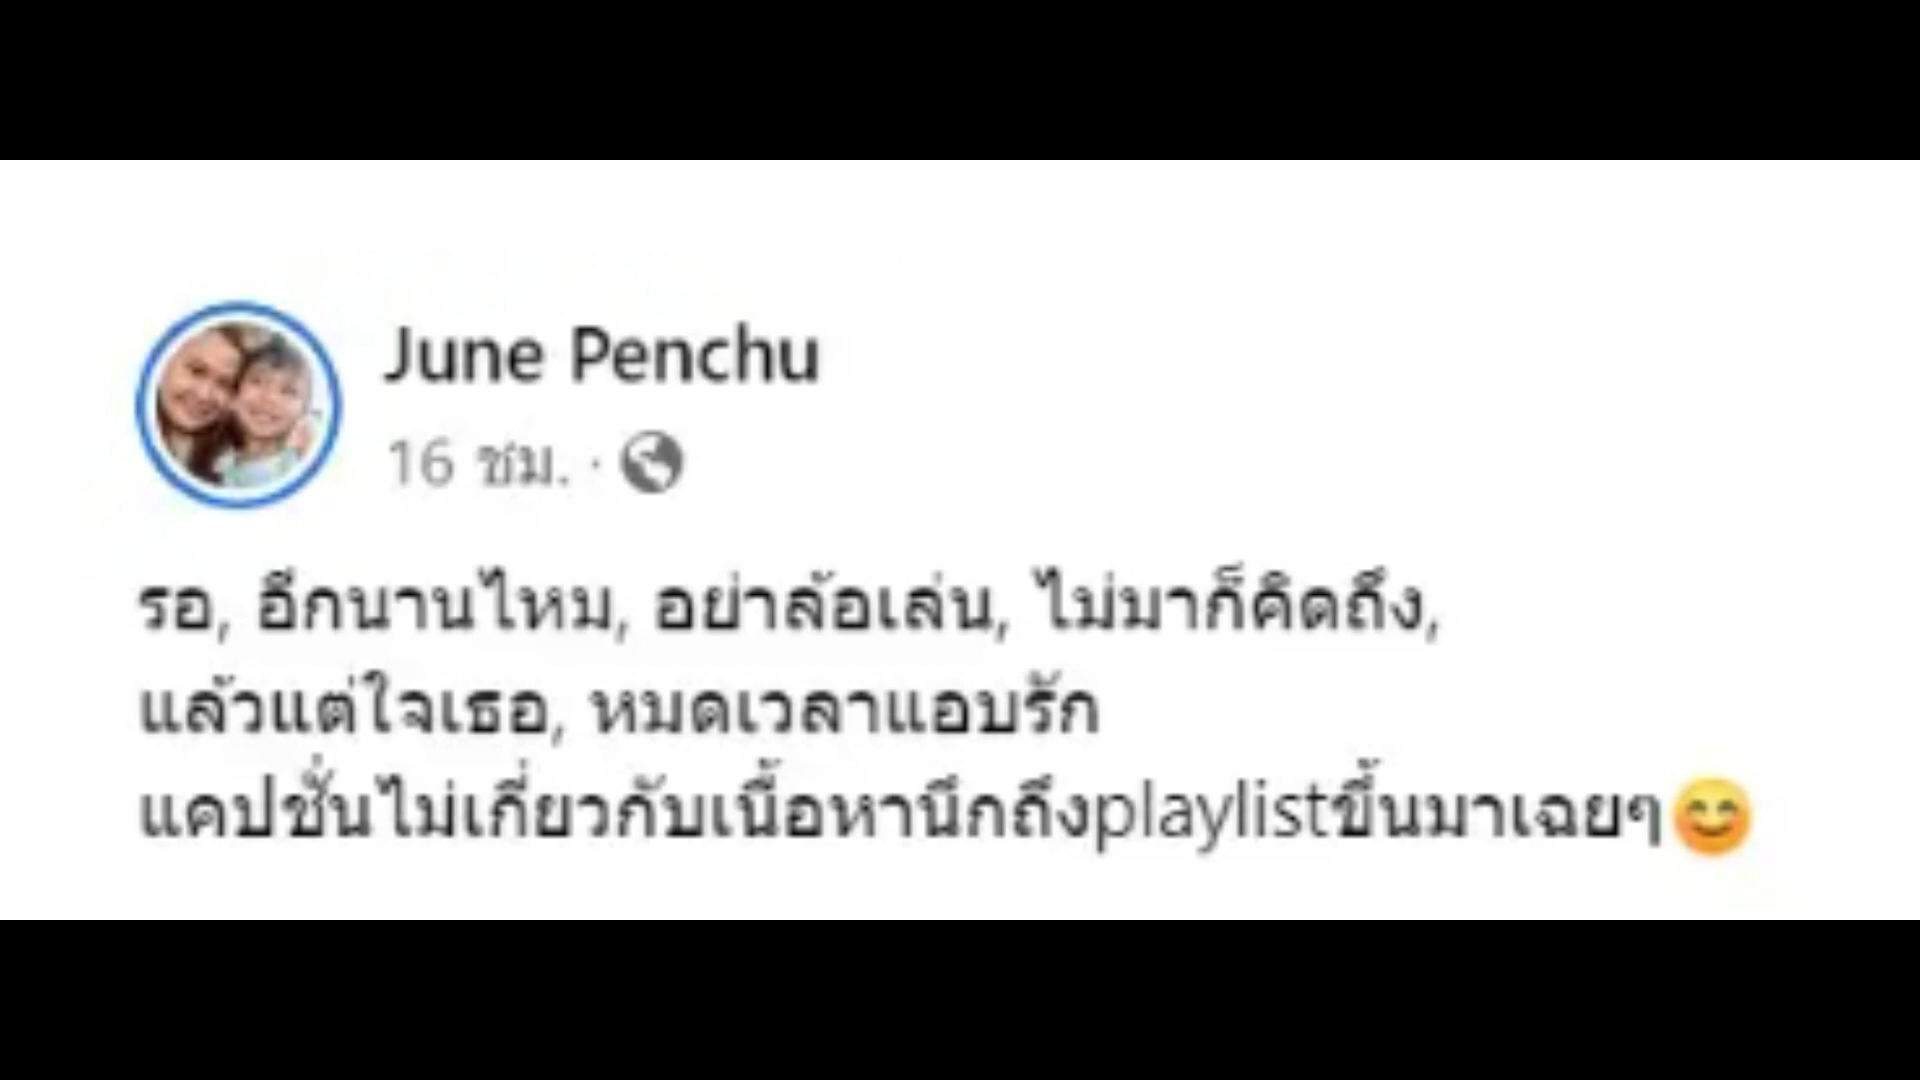 June Penchu
16 ชม. ·
รอ, อีกนานไหม, อย่าล้อเล่น, ไม่มาก็คิดถึง,
แล้วแต่ใจเธอ, หมดเวลาแอบรัก
แคปชั่นไม่เกี่ยวกับเนื้อหานึกถึงplaylistขึ้นมาเฉยๆ😊